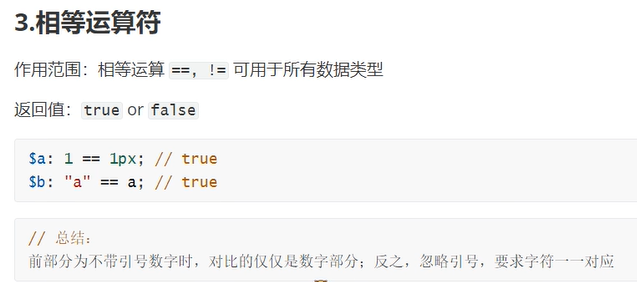 3.相等运算符
作用范围：相等运算 ==，!= 可用于所有数据类型
返回值：true or false
$a: 1 == 1px; // true
$b: "a" == a; // true
// 总结：
前部分为不带引号数字时，对比的仅仅是数字部分；反之，忽略引号，要求字符一一对应